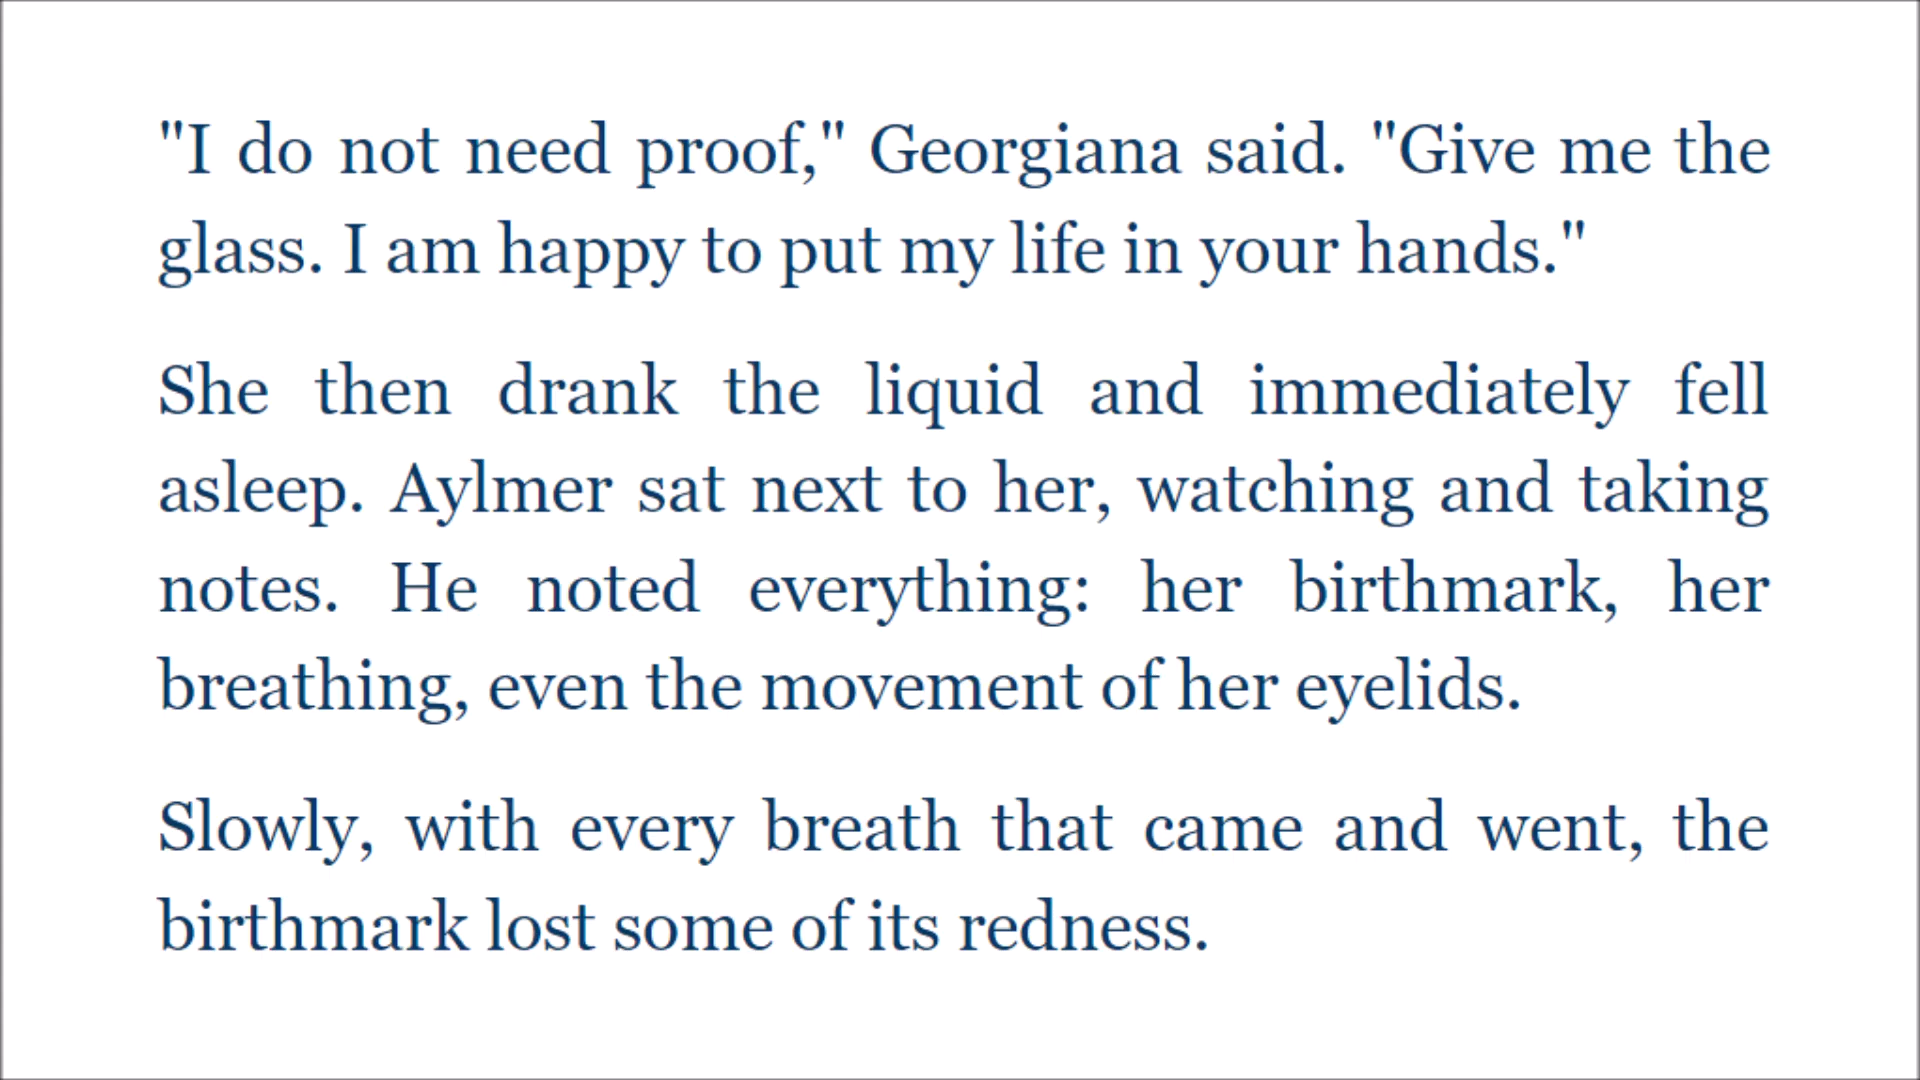 "I do not need proof," Georgiana said. "Give me the
glass. I am happy to put my life in your hands."
She then drank the liquid and immediately fell
asleep. Aylmer sat next to her, watching and taking
notes. He noted everything: her birthmark, her
breathing, even the movement of her eyelids.
Slowly, with every breath that came and went, the
birthmark lost some of its redness.